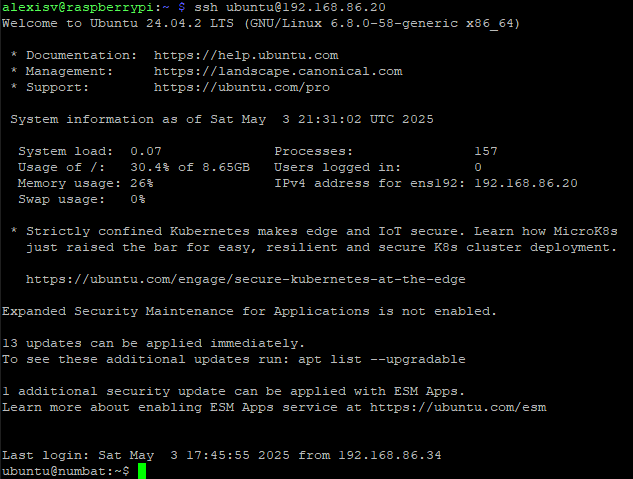 alexisv@raspberrypi:~ $ ssh ubuntu@192.168.86.20
Welcome to Ubuntu 24.04.2 LTS (GNU/Linux 6.8.0-58-generic x86_64)

 * Documentation:  https://help.ubuntu.com
 * Management:     https://landscape.canonical.com
 * Support:        https://ubuntu.com/pro

 System information as of Sat May  3 21:31:02 UTC 2025

  System load:  0.07              Processes:               157
  Usage of /:   30.4% of 8.65GB   Users logged in:         0
  Memory usage: 26%               IPv4 address for ens192: 192.168.86.20
  Swap usage:   0%

 * Strictly confined Kubernetes makes edge and IoT secure. Learn how MicroK8s
   just raised the bar for easy, resilient and secure K8s cluster deployment.

   https://ubuntu.com/engage/secure-kubernetes-at-the-edge

Expanded Security Maintenance for Applications is not enabled.

13 updates can be applied immediately.
To see these additional updates run: apt list --upgradable

1 additional security update can be applied with ESM Apps.
Learn more about enabling ESM Apps service at https://ubuntu.com/esm


Last login: Sat May  3 17:45:55 2025 from 192.168.86.34
ubuntu@numbat:~$